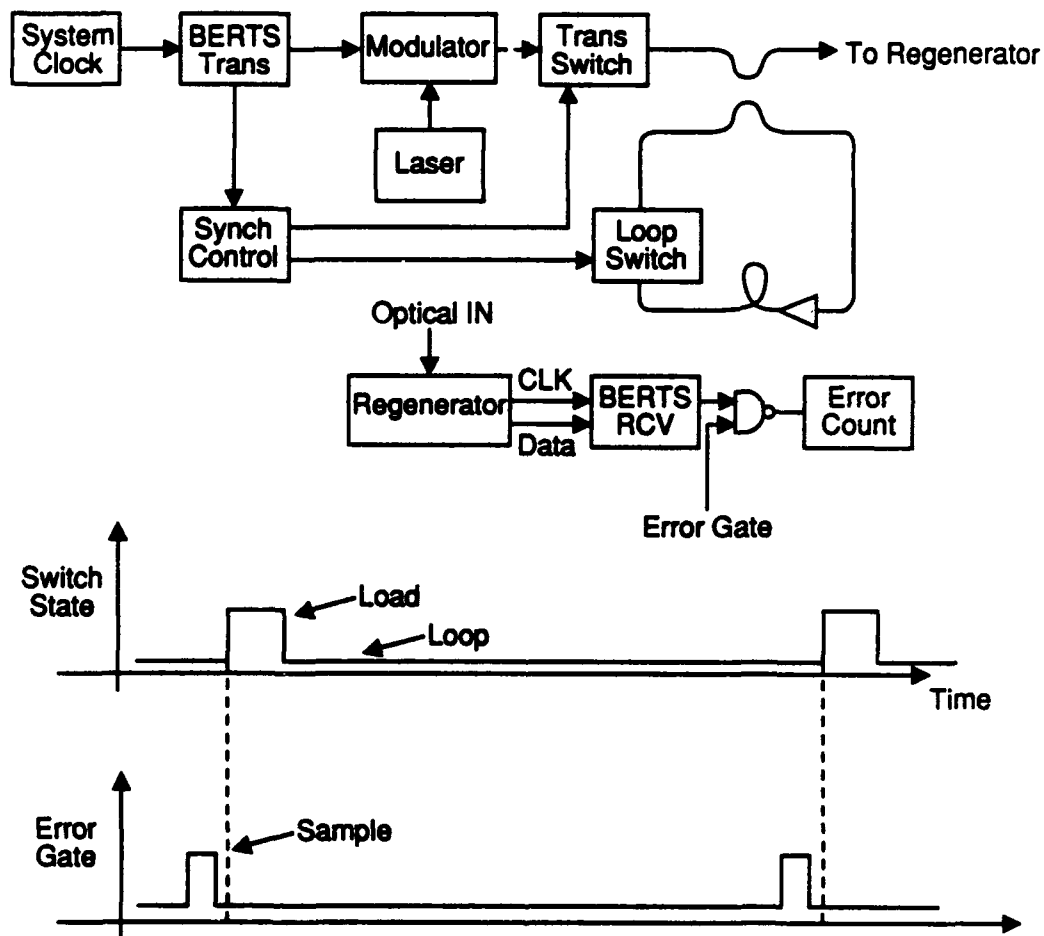 System
Clock
BERTS
Trans
Modulator
Trans
Switch
To Regenerator
Laser
Synch
Control
Loop
Switch
Optical IN
Regenerator
CLK
Data
BERTS
RCV
Error
Count
Error Gate
Switch
State
Load
Loop
Time
Error
Gate
Sample